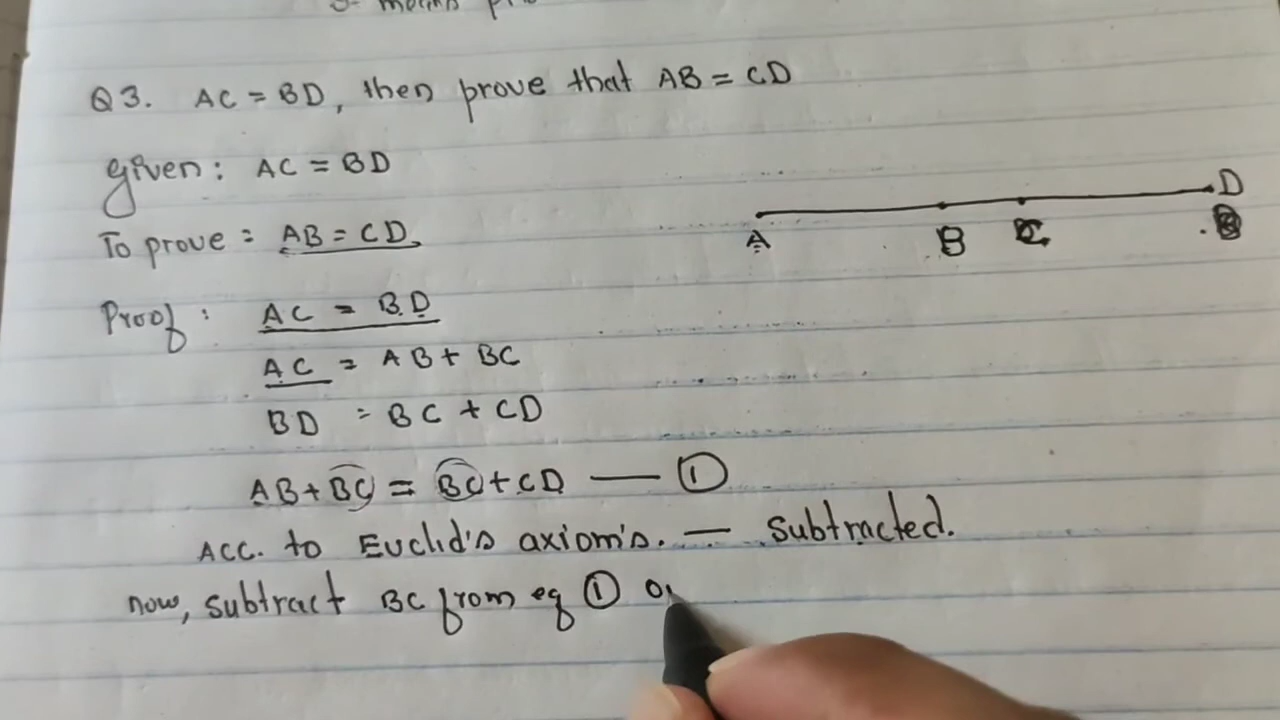 Q3. AC = BD, then prove that AB = CD
given: AC = BD
To prove = AB = CD.
D
A B C
Proof: AC = BD
AC = AB + BC
BD = BC + CD
AB + BC = BC + CD — ①
ACC. to Euclid's axiom's. — subtracted.
now, subtract BC from eq ①